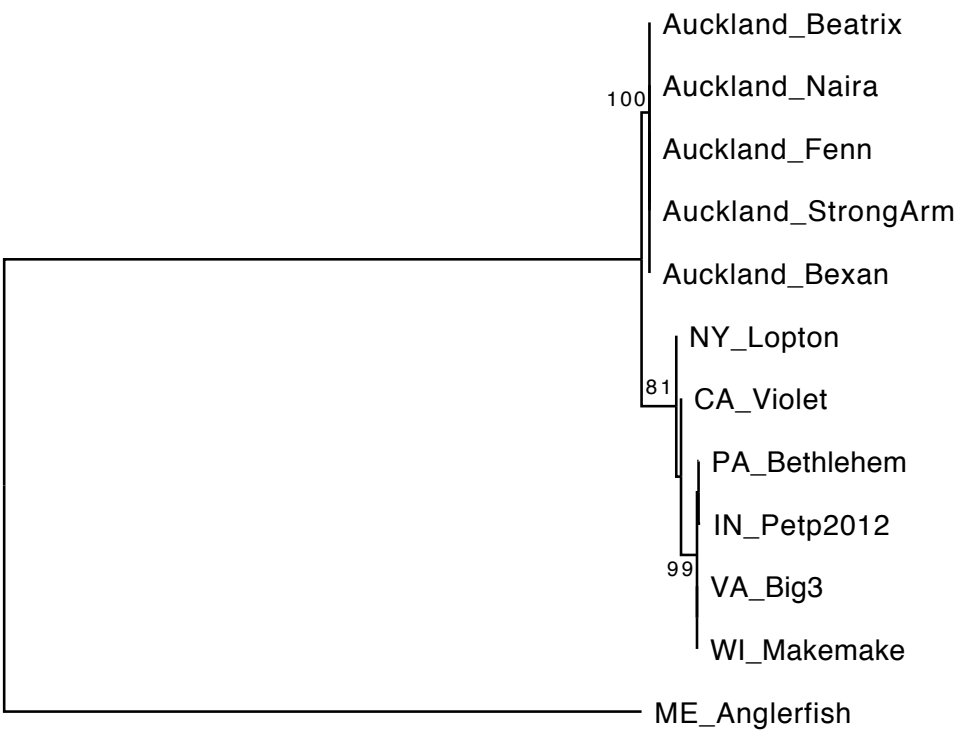 Auckland_Beatrix
Auckland_Naira
100
Auckland_Fenn
Auckland_StrongArm
Auckland_Bexan
NY_Lopton
81
CA_Violet
PA_Bethlehem
IN_Petp2012
99
VA_Big3
WI_Makemake
ME_Anglerfish